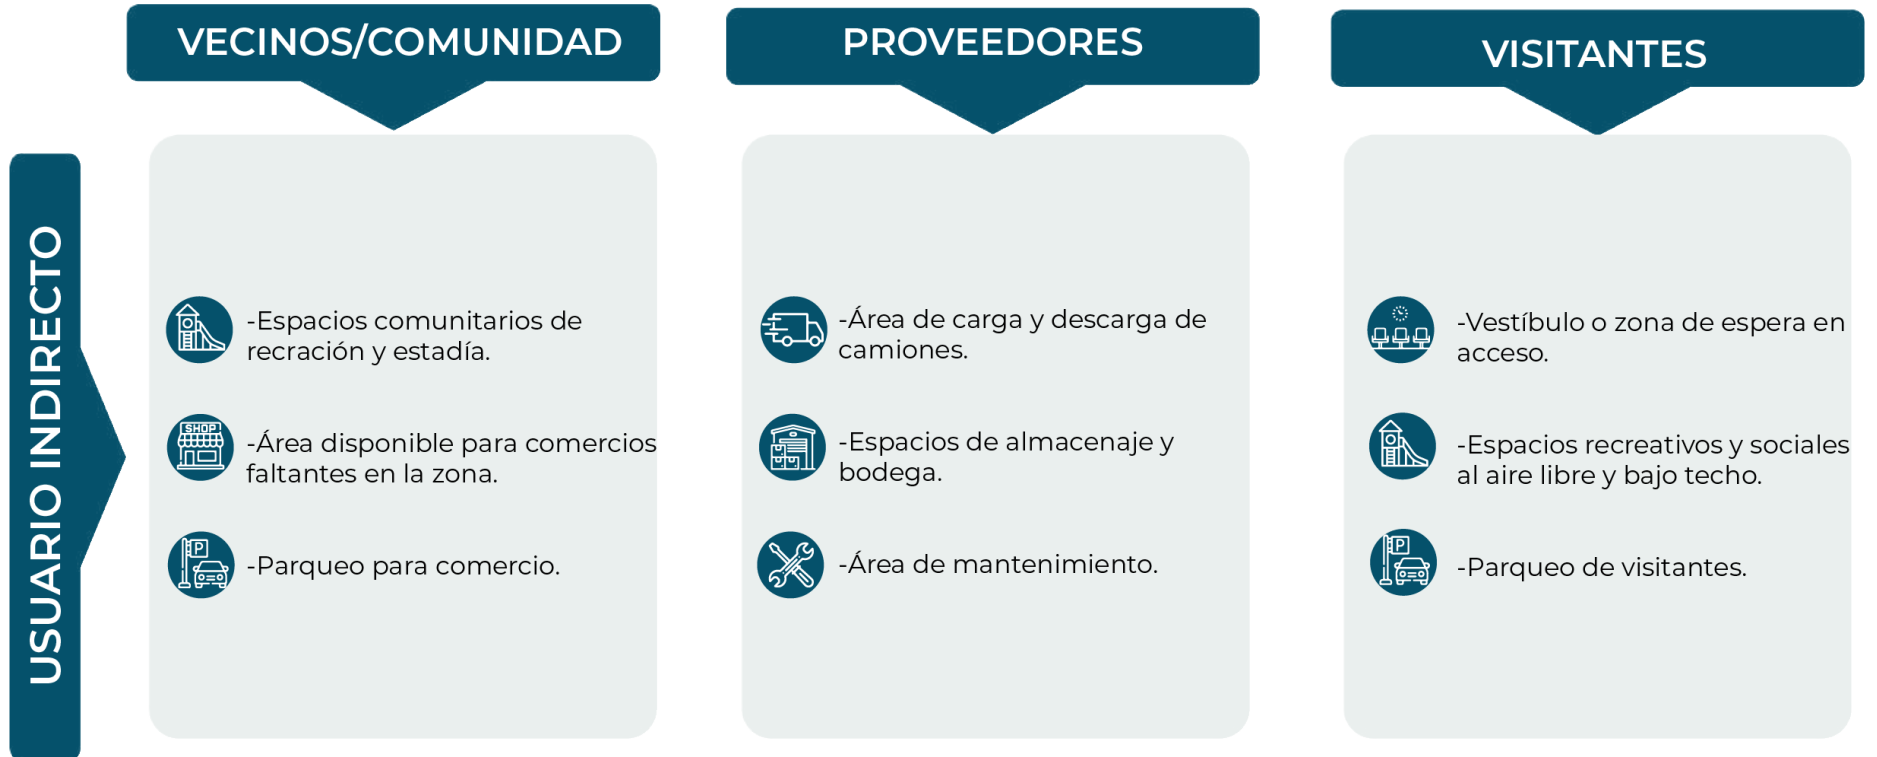 VECINOS/COMUNIDAD
PROVEEDORES
VISITANTES
USUARIO INDIRECTO
-Espacios comunitarios de
recración y estadía.
SHOP
-Área disponible para comercios
faltantes en la zona.
P
-Parqueo para comercio.
-Área de carga y descarga de
camiones.
-Espacios de almacenaje y
bodega.
-Área de mantenimiento.
-Vestíbulo o zona de espera en
acceso.
-Espacios recreativos y sociales
al aire libre y bajo techo.
P
-Parqueo de visitantes.